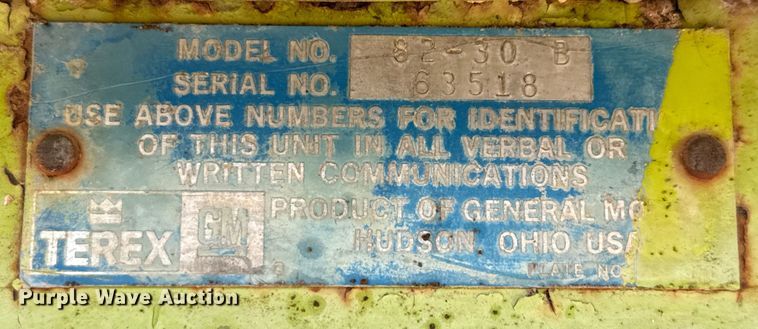 MODEL NO. 82-30 B
SERIAL NO. 63518
USE ABOVE NUMBERS FOR IDENTIFICATI
OF THIS UNIT IN ALL VERBAL OR
WRITTEN COMMUNICATIONS
TEREX
GM
PRODUCT OF GENERAL MO
HUDSON, OHIO USA
PLATE NO.
Purple Wave Auction